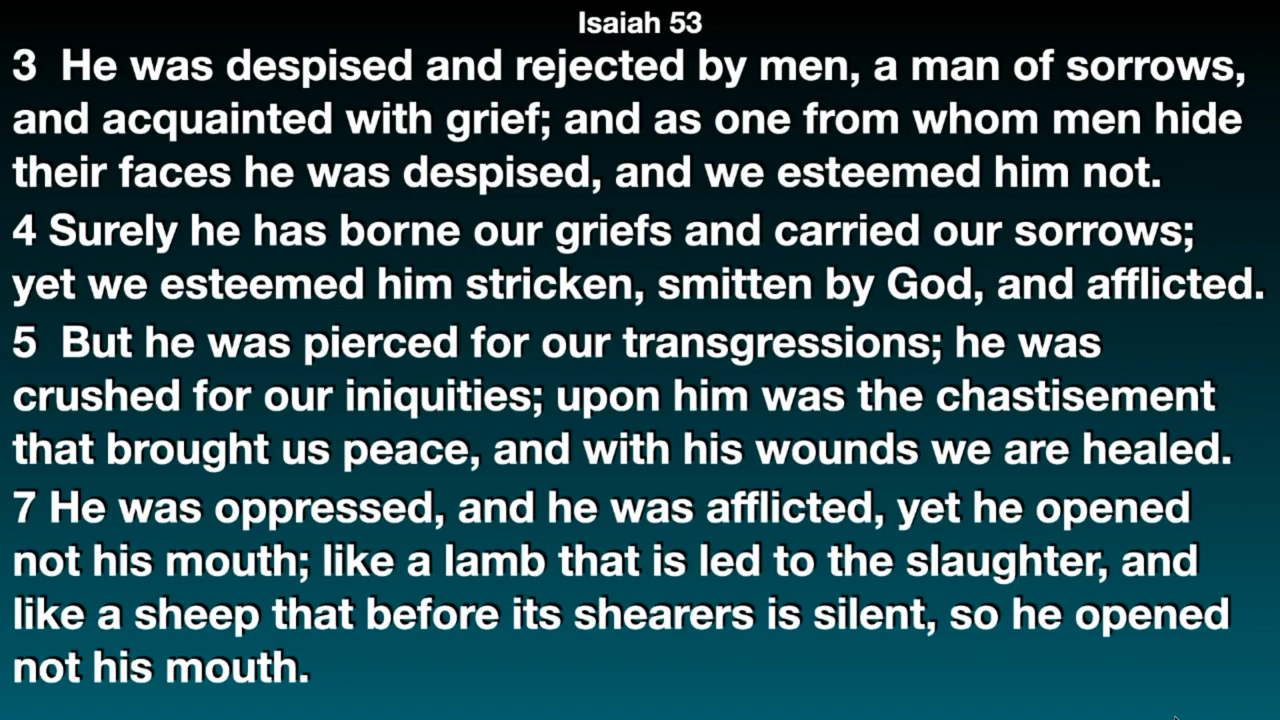 Isaiah 53
3 He was despised and rejected by men, a man of sorrows,
and acquainted with grief; and as one from whom men hide
their faces he was despised, and we esteemed him not.
4 Surely he has borne our griefs and carried our sorrows;
yet we esteemed him stricken, smitten by God, and afflicted.
5 But he was pierced for our transgressions; he was
crushed for our iniquities; upon him was the chastisement
that brought us peace, and with his wounds we are healed.
7 He was oppressed, and he was afflicted, yet he opened
not his mouth; like a lamb that is led to the slaughter, and
like a sheep that before its shearers is silent, so he opened
not his mouth.